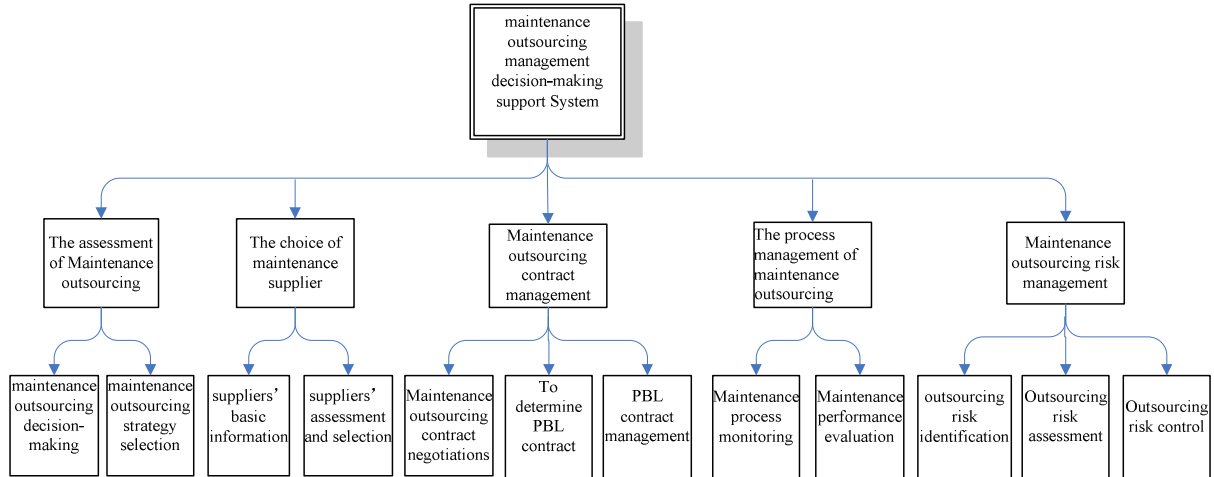 maintenance
outsourcing
management
decision-making
support System
The assessment
of Maintenance
outsourcing
The choice of
maintenance
supplier
Maintenance
outsourcing
contract
management
The process
management of
maintenance
outsourcing
Maintenance
outsourcing risk
management
maintenance
outsourcing
decision-
making
maintenance
outsourcing
strategy
selection
suppliers’
basic
information
suppliers’
assessment
and selection
Maintenance
outsourcing
contract
negotiations
To
determine
PBL
contract
PBL
contract
management
Maintenance
process
monitoring
Maintenance
performance
evaluation
outsourcing
risk
identification
Outsourcing
risk
assessment
Outsourcing
risk control